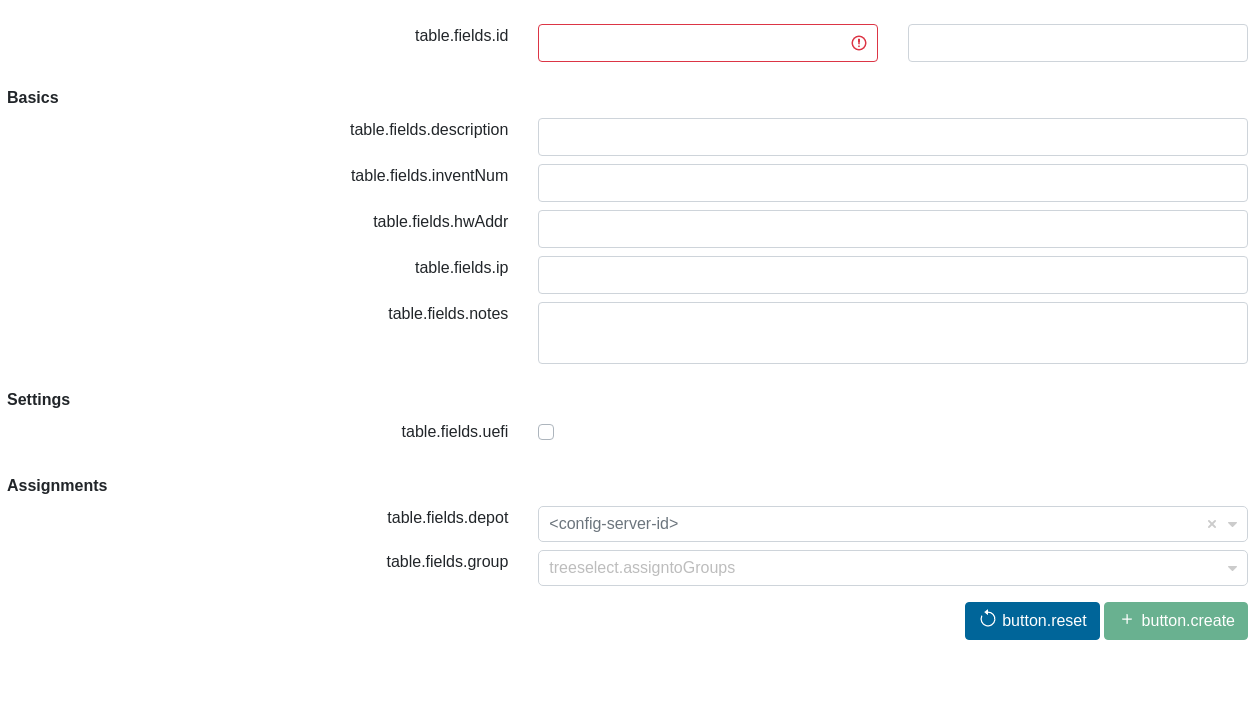 table.fields.id
Basics
table.fields.description
table.fields.inventNum
table.fields.hwAddr
table.fields.ip
table.fields.notes
Settings
table.fields.uefi
Assignments
table.fields.depot <config-server-id>
table.fields.group treeselect.assigntoGroups
button.reset button.create